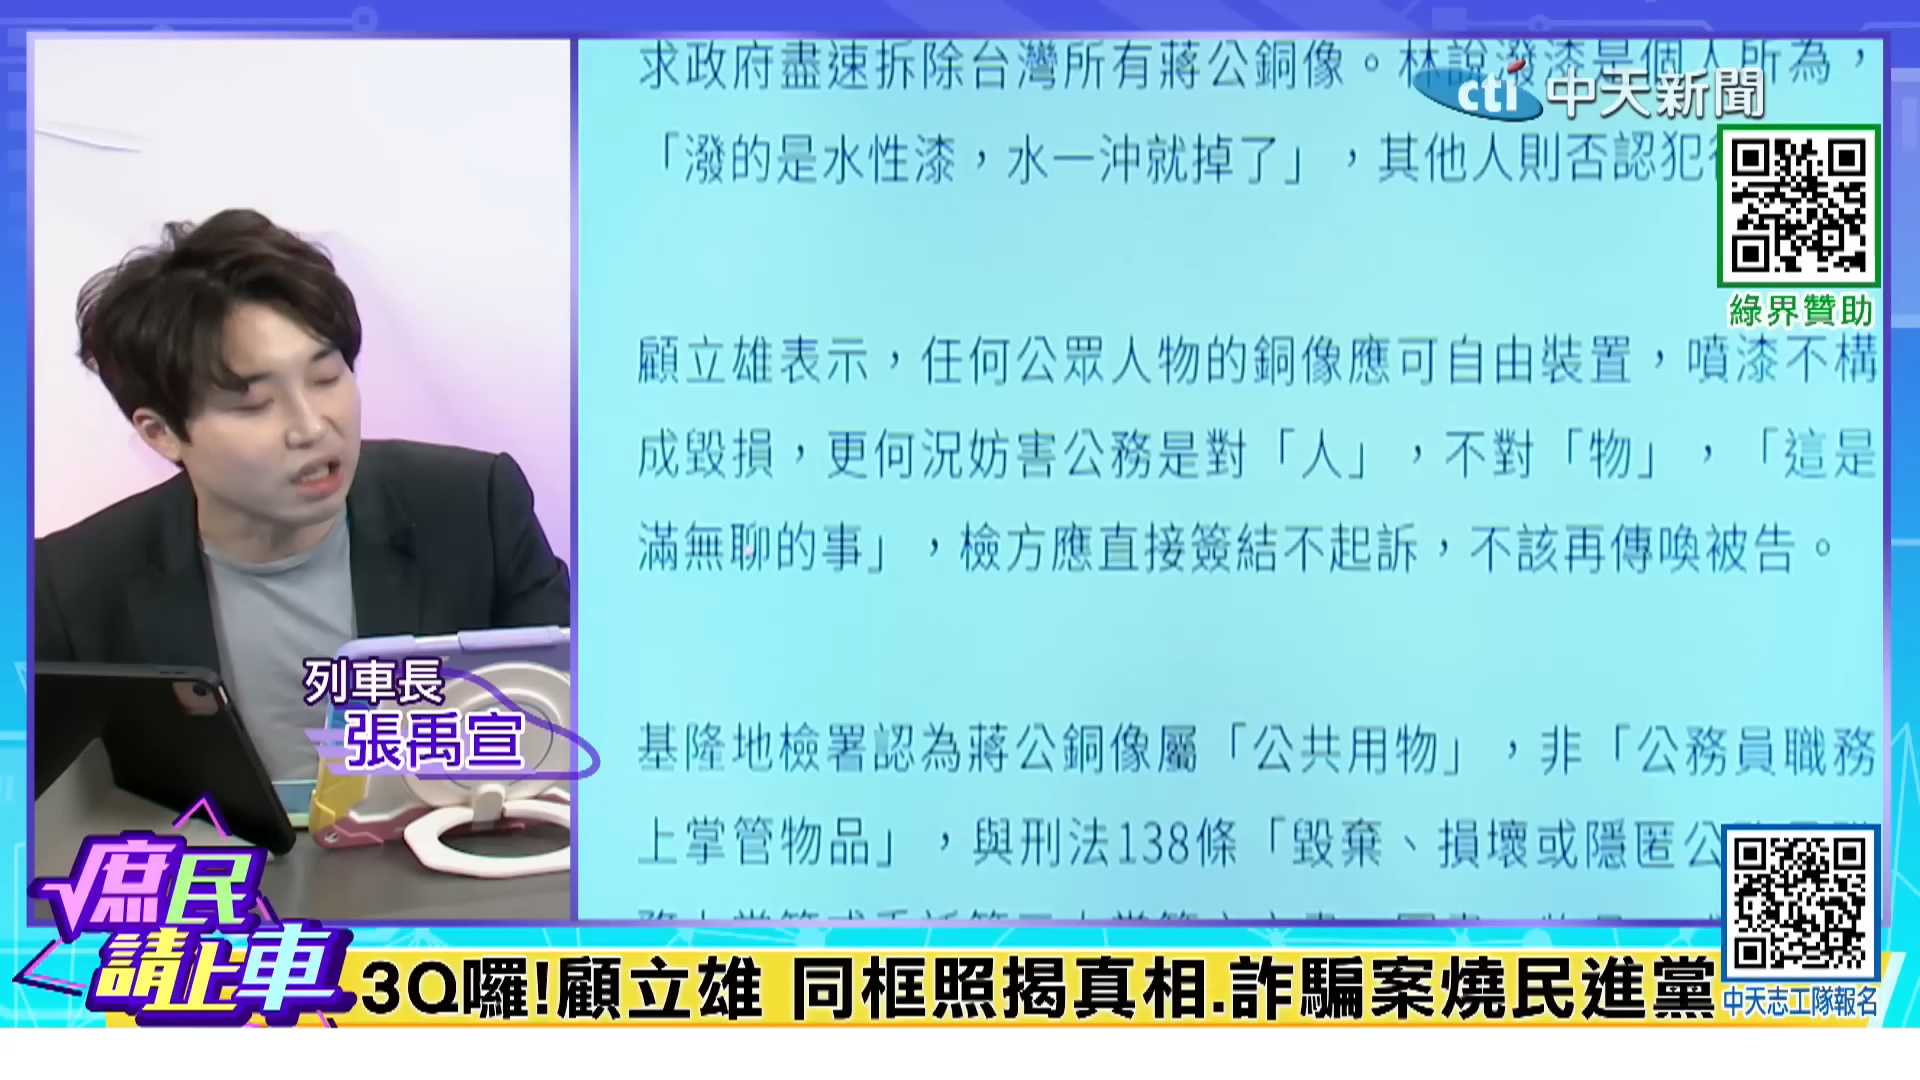 求政府盡速拆除台灣所有蔣公銅像。林說潑漆是個人所為，
「潑的是水性漆，水一沖就掉了」，其他人則否認犯
cti 中天新聞
綠界贊助
顧立雄表示，任何公眾人物的銅像應可自由裝置，噴漆不構
成毀損，更何況妨害公務是對「人」，不對「物」，「這是
滿無聊的事」，檢方應直接簽結不起訴，不該再傳喚被告。
基隆地檢署認為蔣公銅像屬「公共用物」，非「公務員職務
上掌管物品」，與刑法138條「毀棄、損壞或隱匿公
列車長
張禹宣
庶民
請上車
3Q囉!顧立雄 同框照揭真相.詐騙案燒民進黨
中天志工隊報名